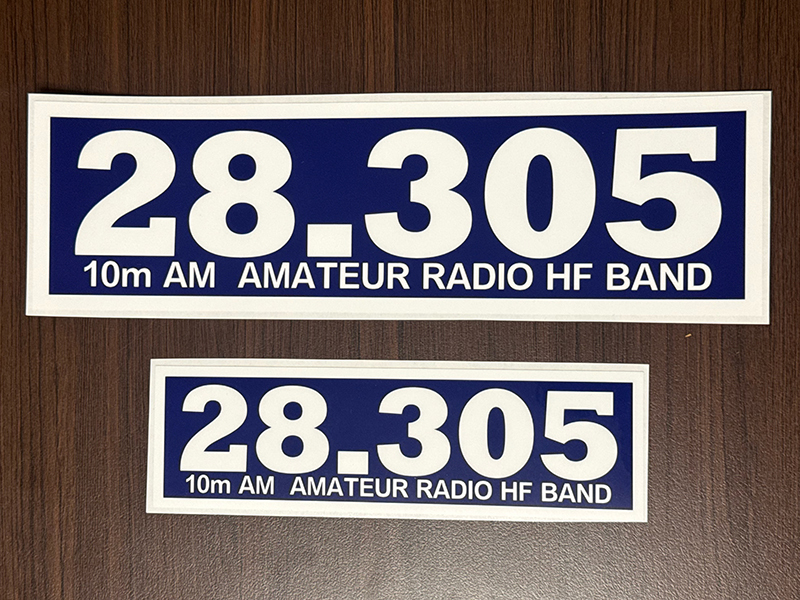 28.305
10m AM  AMATEUR RADIO HF BAND
28.305
10m AM  AMATEUR RADIO HF BAND